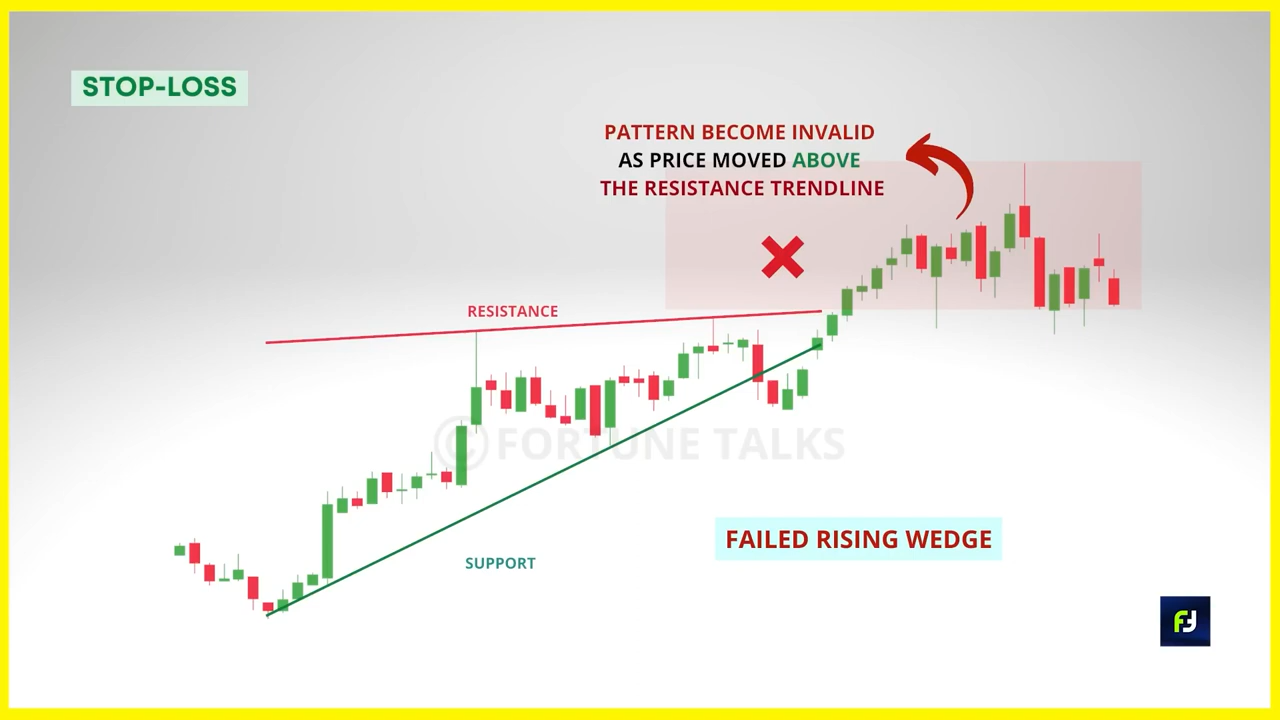 STOP-LOSS
PATTERN BECOME INVALID
AS PRICE MOVED ABOVE
THE RESISTANCE TRENDLINE
RESISTANCE
© FORTUNE TALKS
FAILED RISING WEDGE
SUPPORT